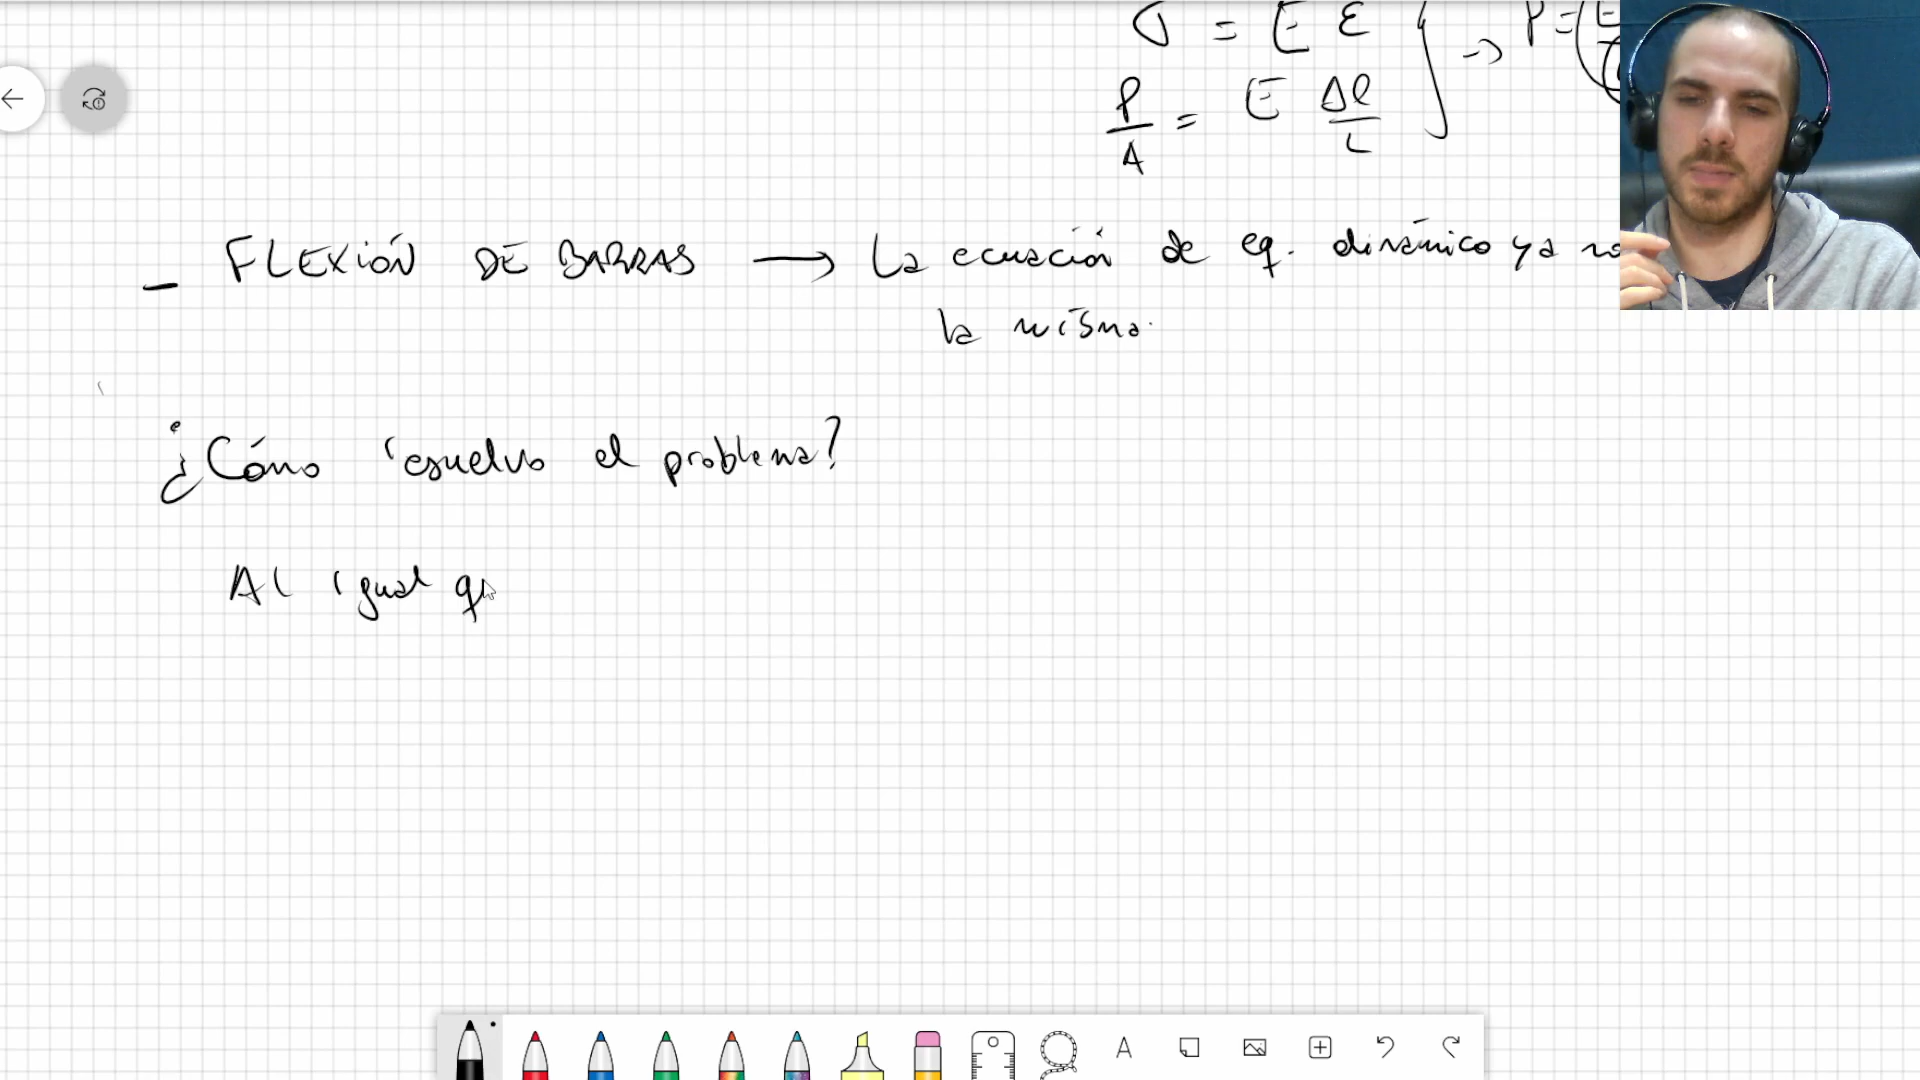 σ = E ε
→ P = (E
P/A = E Δl/L
- FLEXIÓN DE BARRAS → La ecuación de eq. dinámico ya no
la misma.
¿Cómo resuelvo el problema?
Al igual qu
A